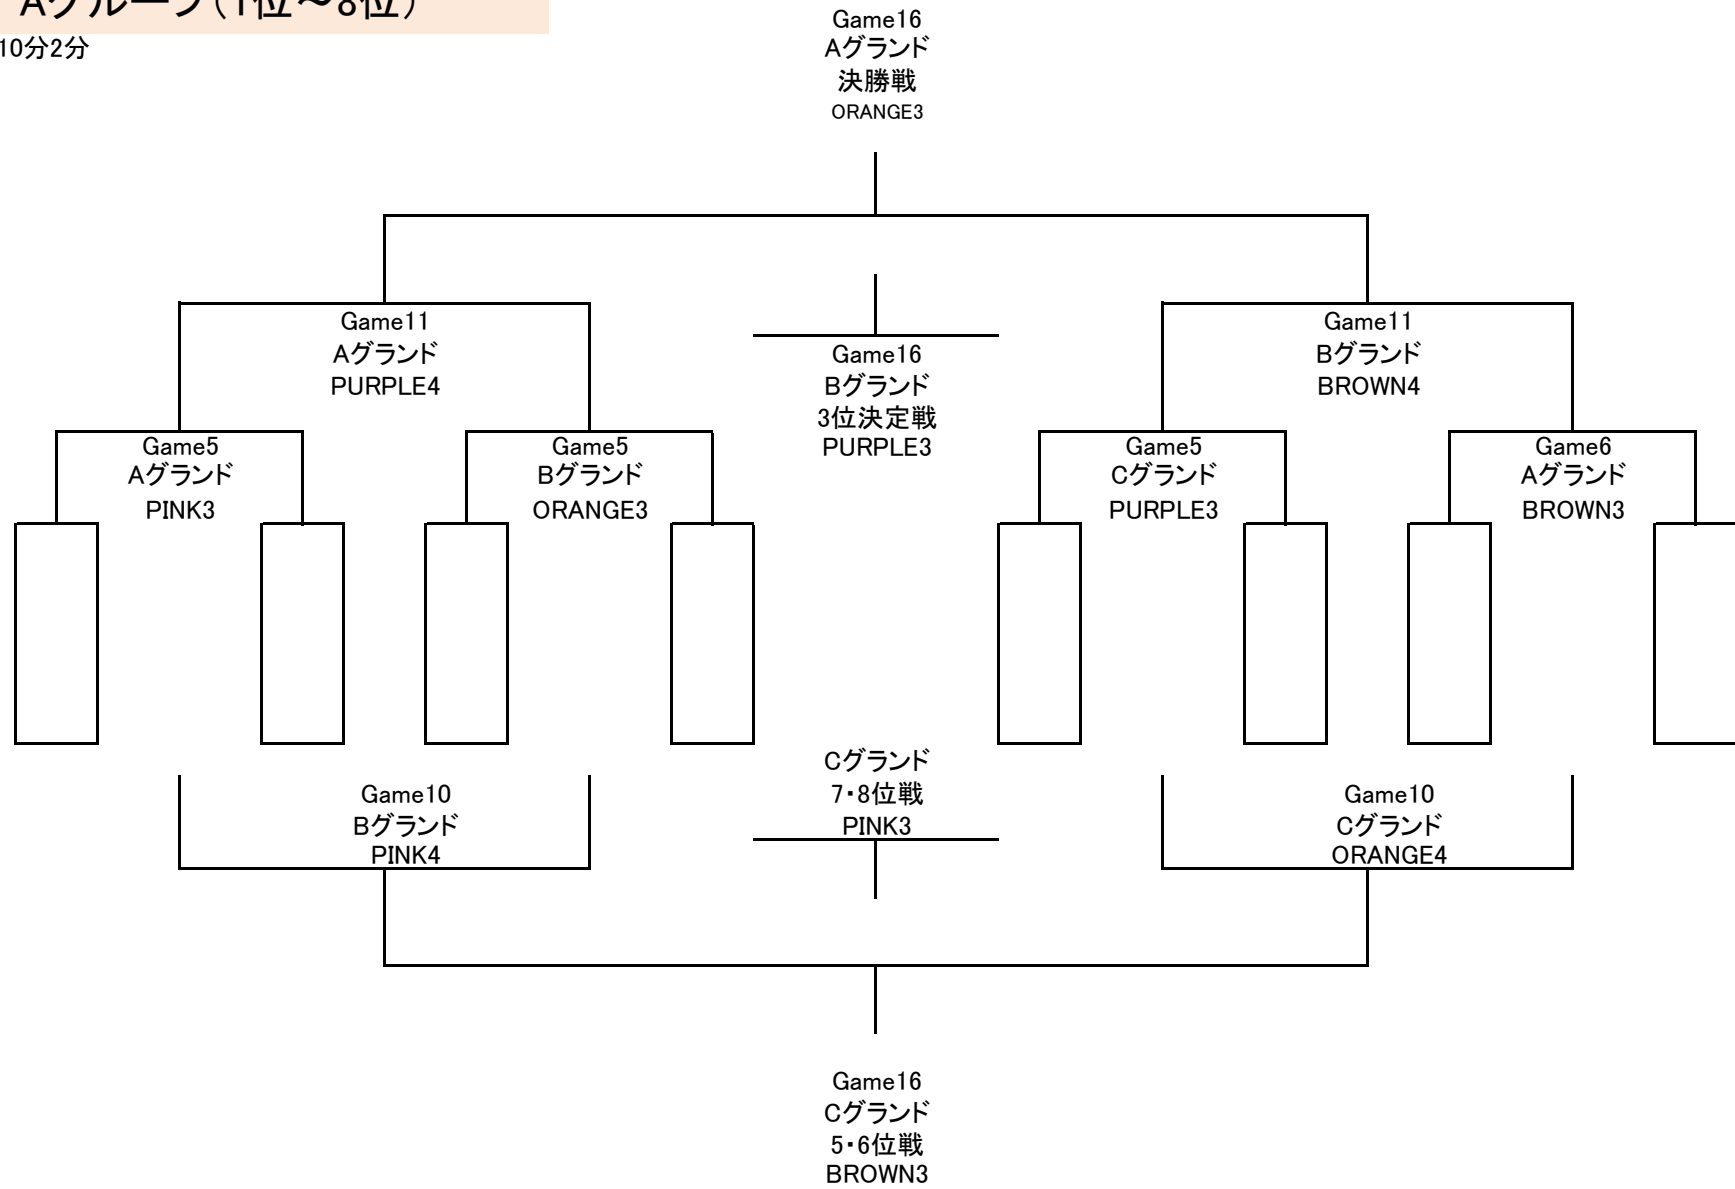 Aグループ（1位～8位）
10分2分
Game16
Aグランド
決勝戦
ORANGE3
Game11
Aグランド
PURPLE4
Game16
Bグランド
3位決定戦
PURPLE3
Game11
Bグランド
BROWN4
Game5
Aグランド
PINK3
Game5
Bグランド
ORANGE3
Game5
Cグランド
PURPLE3
Game6
Aグランド
BROWN3
Game10
Bグランド
PINK4
Cグランド
7・8位戦
PINK3
Game10
Cグランド
ORANGE4
Game16
Cグランド
5・6位戦
BROWN3